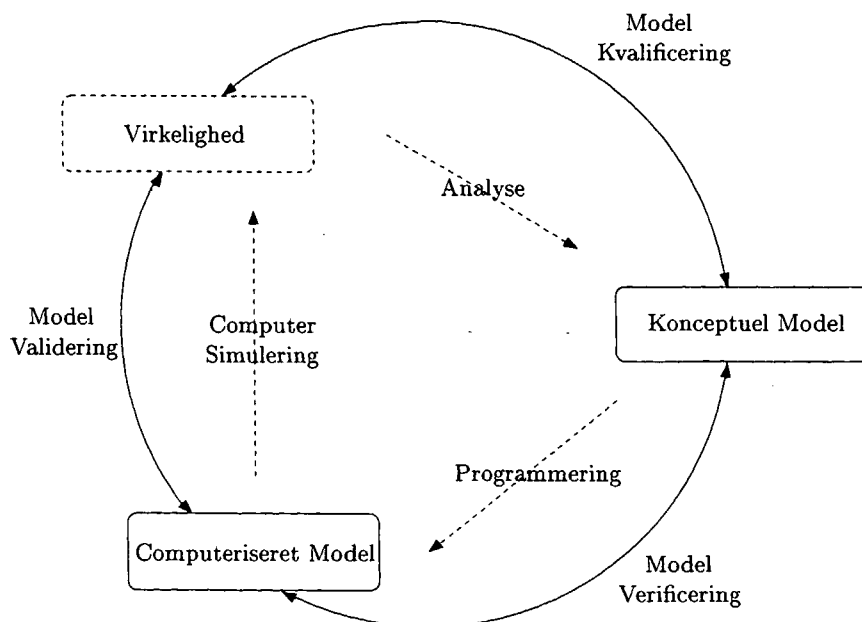 Model
Kvalificering
Virkelighed
Analyse
Model
Validering
Computer
Simulering
Konceptuel Model
Programmering
Computeriseret Model
Model
Verificering